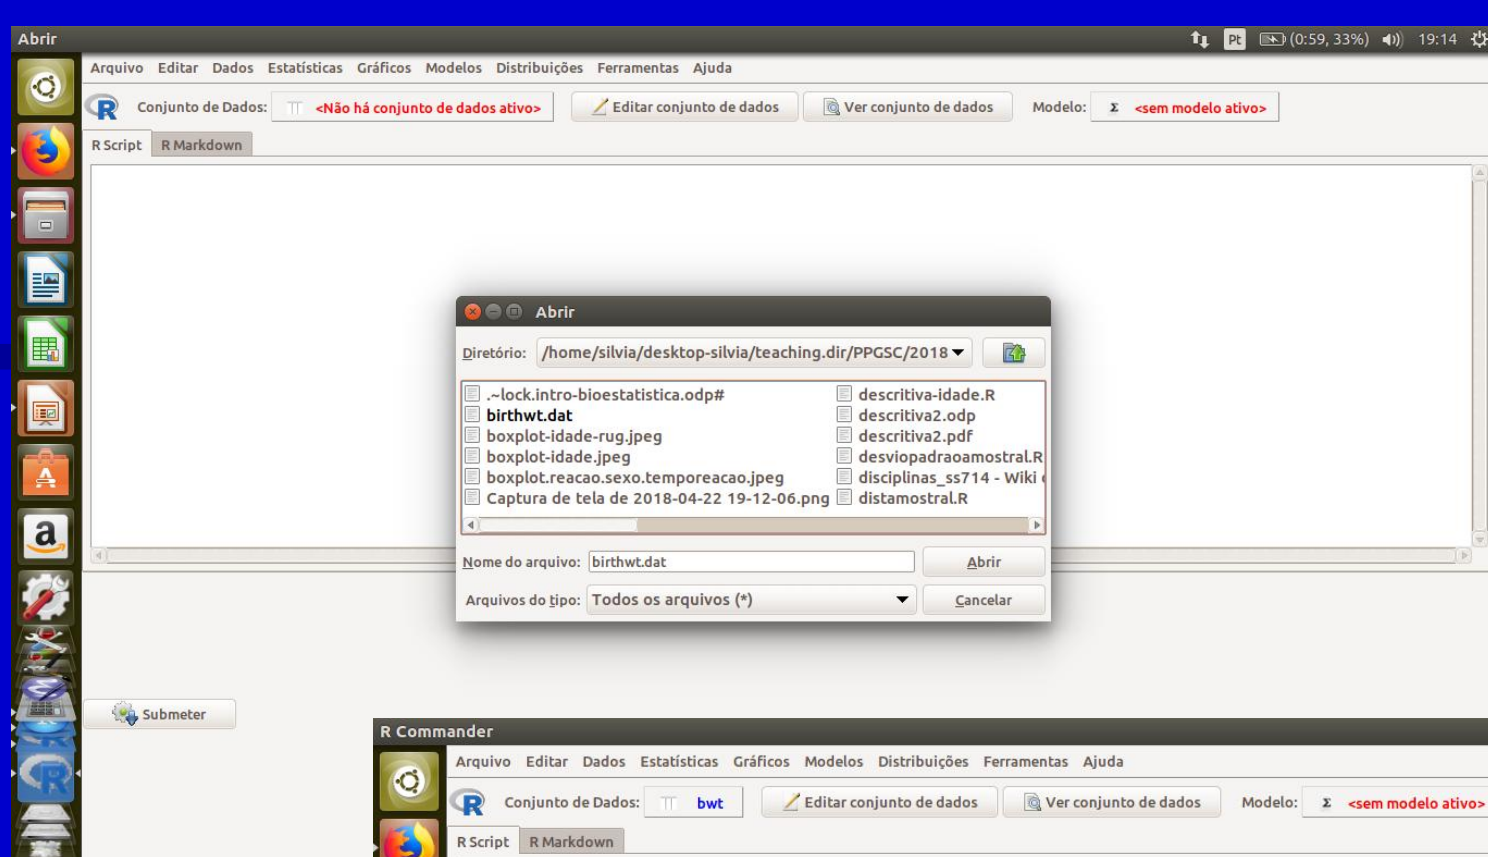 Abrir Pt (0:59, 33%) 19:14
Arquivo Editar Dados Estatísticas Gráficos Modelos Distribuições Ferramentas Ajuda
R Conjunto de Dados: <Não há conjunto de dados ativo> Editar conjunto de dados Ver conjunto de dados Modelo: Σ <sem modelo ativo>
R Script R Markdown
Abrir
Diretório: /home/silvia/desktop-silvia/teaching.dir/PPGSC/2018
.~lock.intro-bioestatistica.odp# descritiva-idade.R
birthwt.dat descritiva2.odp
boxplot-idade-rug.jpeg descritiva2.pdf
boxplot-idade.jpeg desviopadraoamostral.R
boxplot.reacao.sexo.temporeacao.jpeg disciplinas_ss714 - Wiki
Captura de tela de 2018-04-22 19-12-06.png distamostral.R
Nome do arquivo: birthwt.dat Abrir
Arquivos do tipo: Todos os arquivos (*) Cancelar
A
a
Submeter
R
R Commander
Arquivo Editar Dados Estatísticas Gráficos Modelos Distribuições Ferramentas Ajuda
R Conjunto de Dados: bwt Editar conjunto de dados Ver conjunto de dados Modelo: Σ <sem modelo ativo>
R Script R Markdown